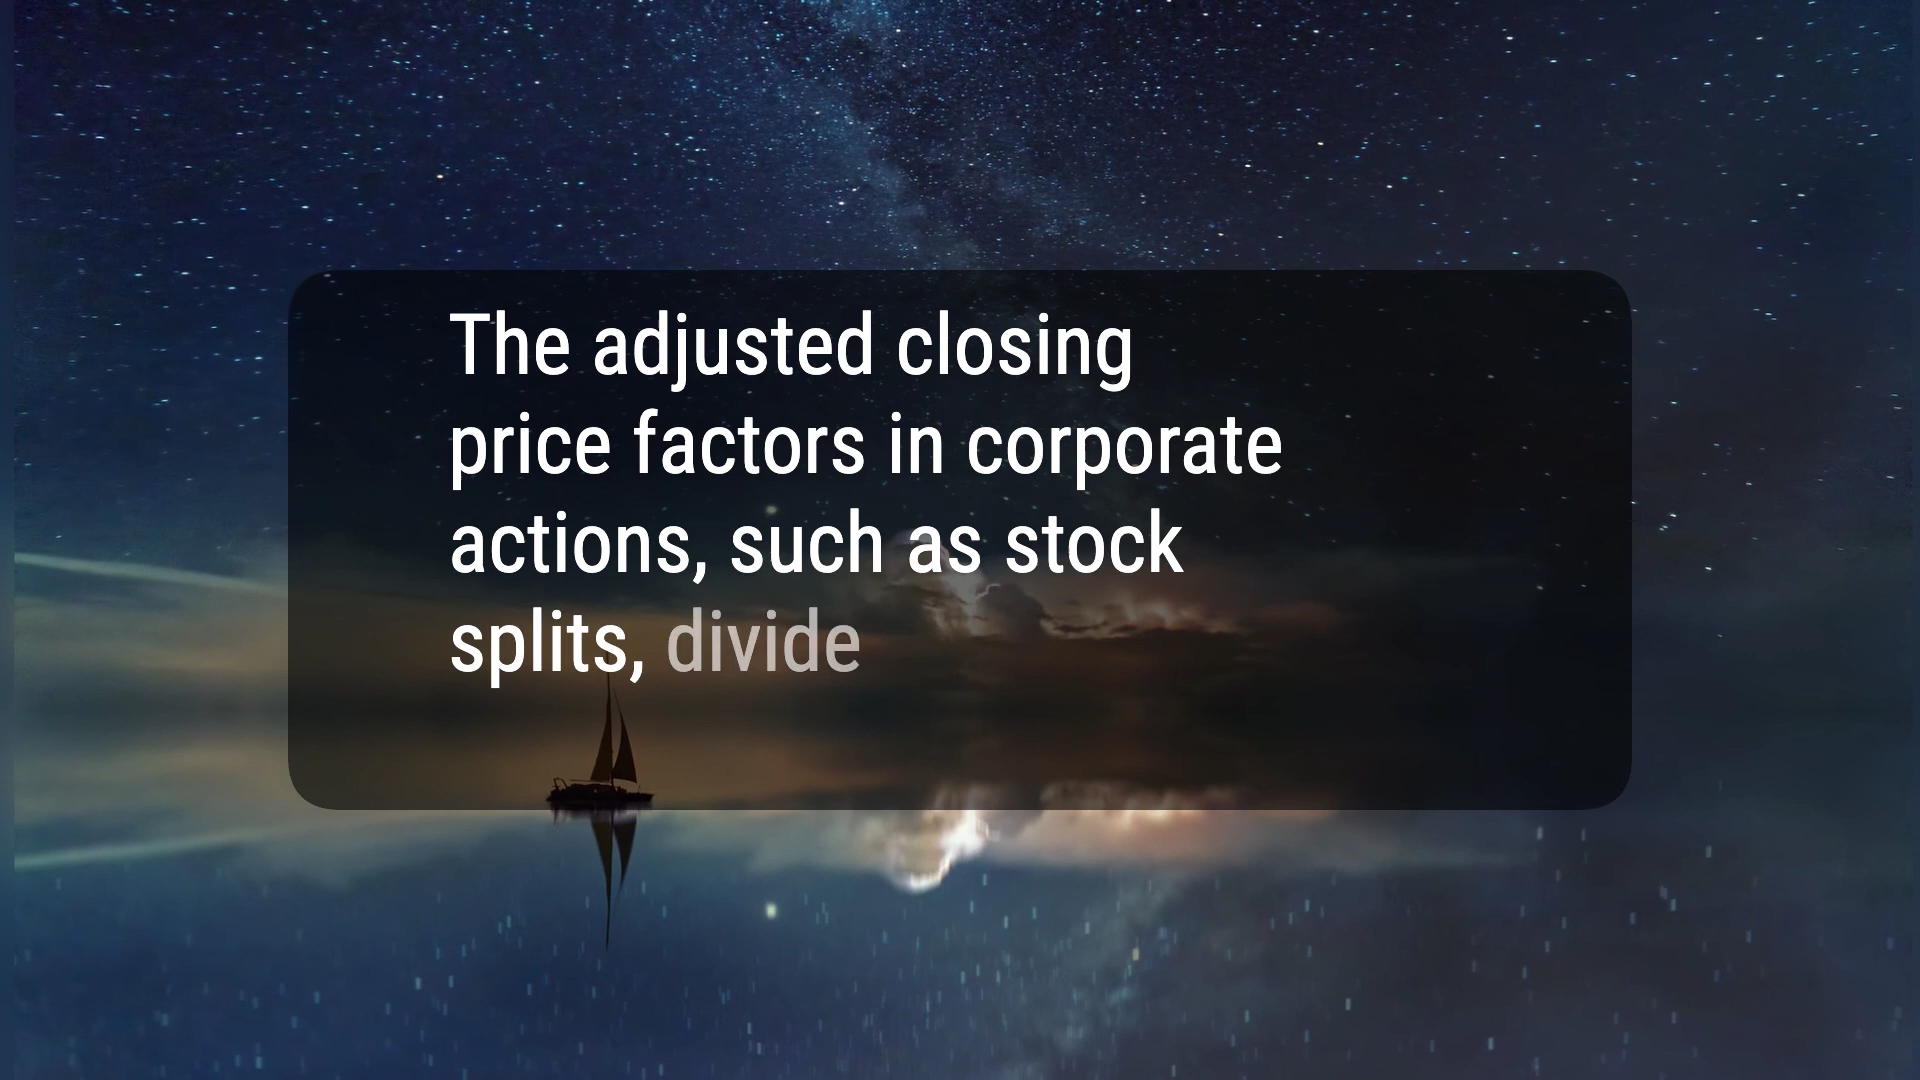 The adjusted closing
price factors in corporate
actions, such as stock
splits, divide